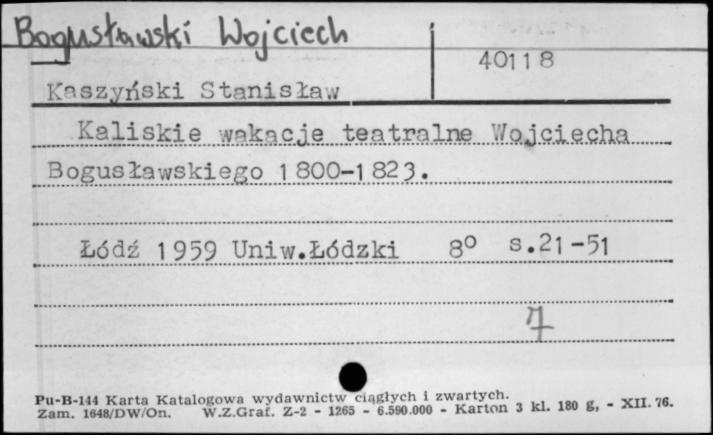 Bogusławski Wojciech
40118
Kaszyński Stanisław
Kaliskie wakacje teatralne Wojciecha
Bogusławskiego 1800-1823.
Łódź 1959 Uniw.Łódzki 8º s.21-51
7
Pu-B-144 Karta Katalogowa wydawnictw ciągłych i zwartych.
Zam. 1648/DW/On. W.Z.Graf. Z-2 - 1265 - 6.590.000 - Karton 3 kl. 180 g, - XII. 76.